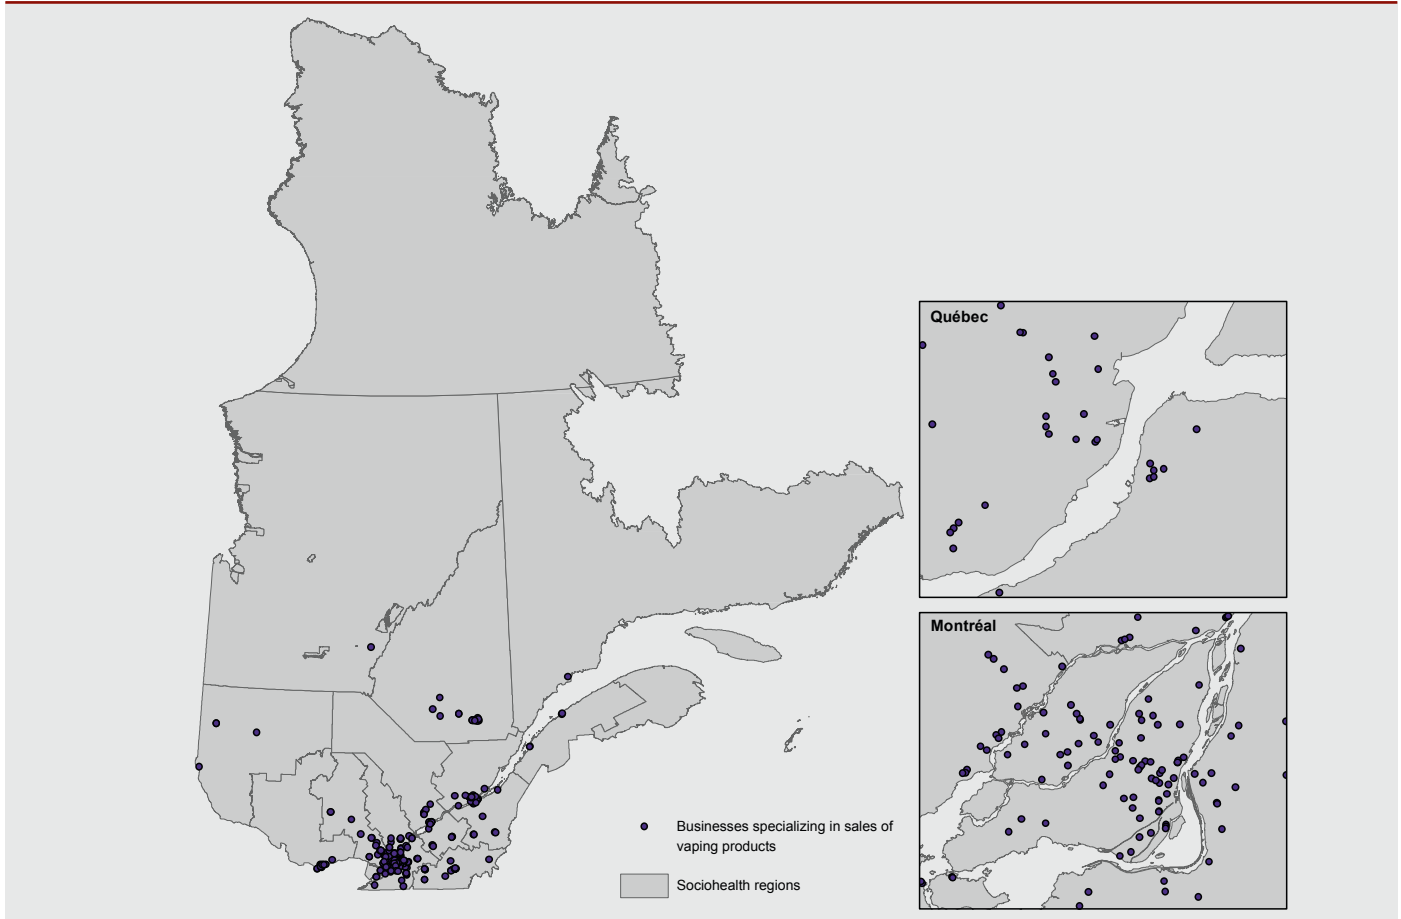 Québec
Montréal
Businesses specializing in sales of
vaping products
Sociohealth regions